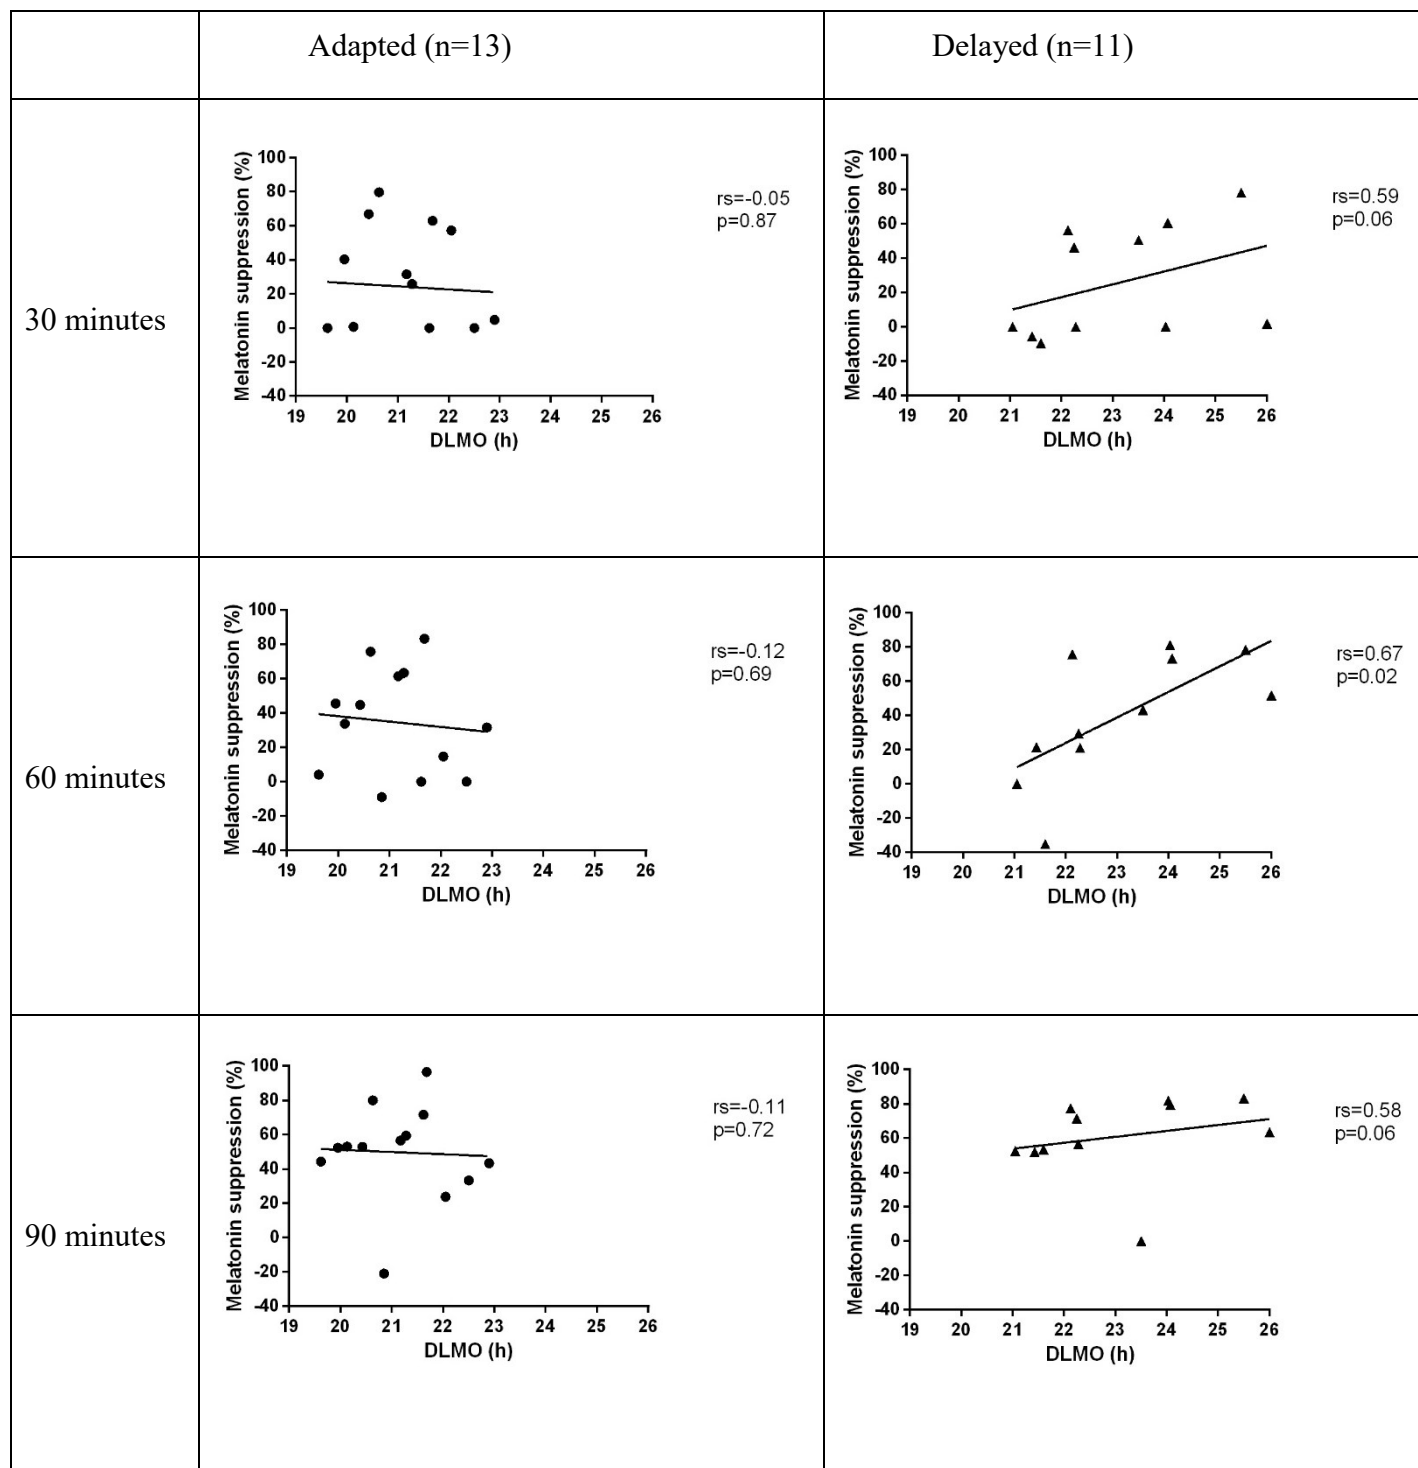 Adapted (n=13)
Delayed (n=11)
30 minutes
Melatonin suppression (%)
100
80
60
40
20
0
-20
-40
19 20 21 22 23 24 25 26
DLMO (h)
rs=-0.05
p=0.87
Melatonin suppression (%)
100
80
60
40
20
0
-20
-40
19 20 21 22 23 24 25 26
DLMO (h)
rs=0.59
p=0.06
60 minutes
Melatonin suppression (%)
100
80
60
40
20
0
-20
-40
19 20 21 22 23 24 25 26
DLMO (h)
rs=-0.12
p=0.69
Melatonin suppression (%)
100
80
60
40
20
0
-20
-40
19 20 21 22 23 24 25 26
DLMO (h)
rs=0.67
p=0.02
90 minutes
Melatonin suppression (%)
100
80
60
40
20
0
-20
-40
19 20 21 22 23 24 25 26
DLMO (h)
rs=-0.11
p=0.72
Melatonin suppression (%)
100
80
60
40
20
0
-20
-40
19 20 21 22 23 24 25 26
DLMO (h)
rs=0.58
p=0.06